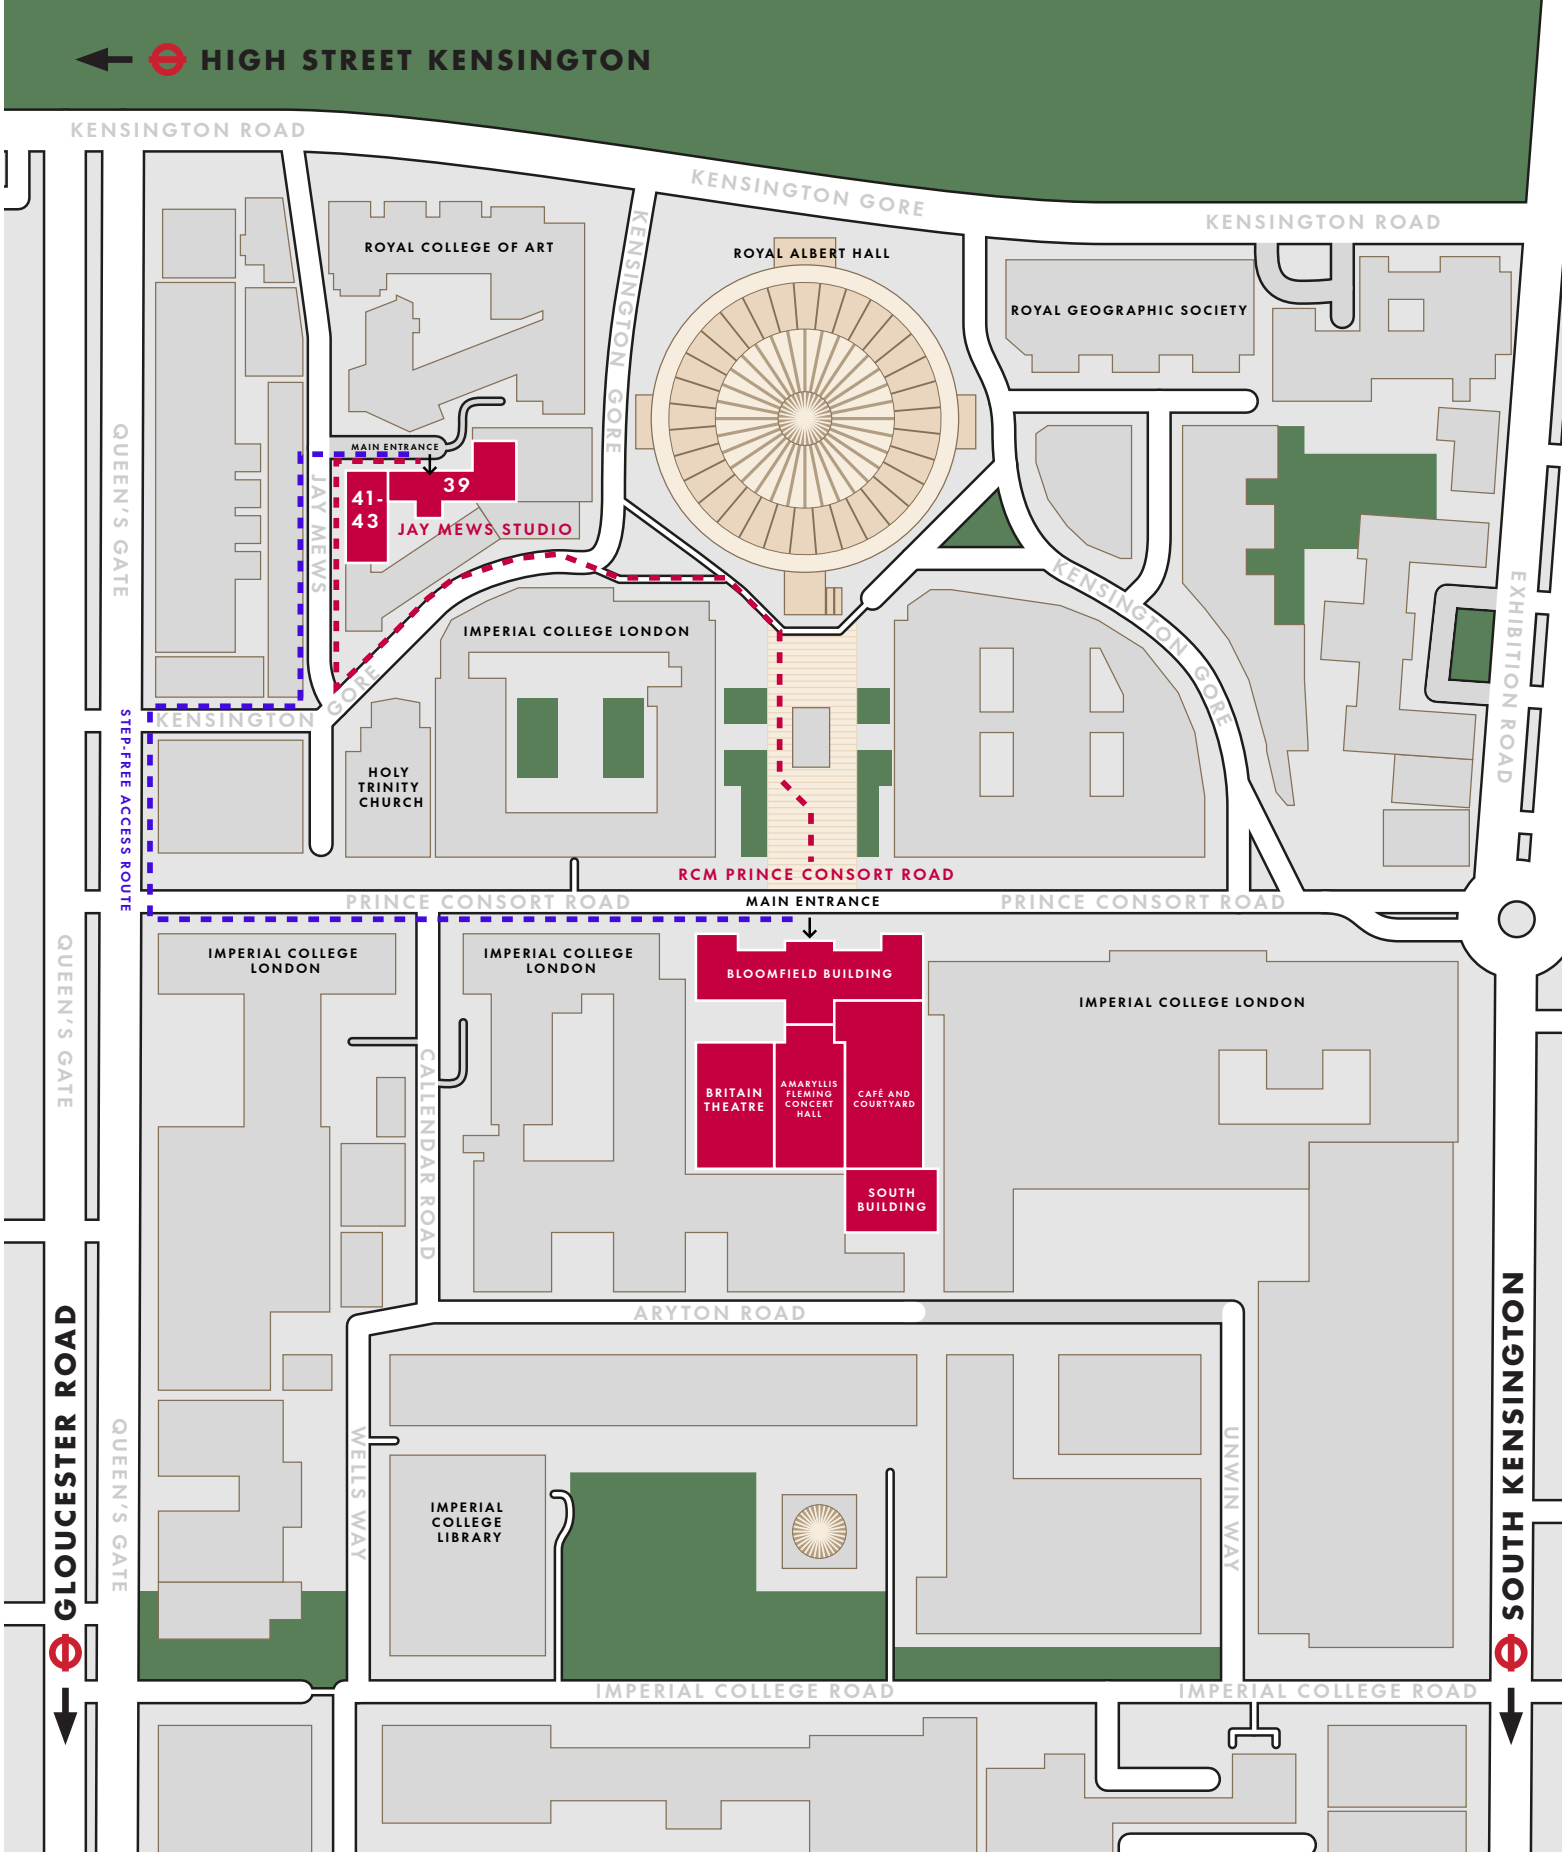 HIGH STREET KENSINGTON
KENSINGTON ROAD
KENSINGTON GORE
KENSINGTON ROAD
ROYAL COLLEGE OF ART
KENSINGTON GORE
ROYAL ALBERT HALL
ROYAL GEOGRAPHIC SOCIETY
QUEEN'S GATE
MAIN ENTRANCE
39
41-
43
JAY MEWS STUDIO
JAY MEWS
IMPERIAL COLLEGE LONDON
KENSINGTON GORE
EXHIBITION ROAD
KENSINGTON GORE
STEP-FREE ACCESS ROUTE
HOLY
TRINITY
CHURCH
RCM PRINCE CONSORT ROAD
PRINCE CONSORT ROAD
MAIN ENTRANCE
PRINCE CONSORT ROAD
IMPERIAL COLLEGE
LONDON
IMPERIAL COLLEGE
LONDON
BLOOMFIELD BUILDING
IMPERIAL COLLEGE LONDON
QUEEN'S GATE
CALLENDAR ROAD
BRITAIN
THEATRE
AMARYLLIS
FLEMING
CONCERT
HALL
CAFÉ AND
COURTYARD
SOUTH
BUILDING
ARYTON ROAD
GLOUCESTER ROAD
QUEEN'S GATE
WELLS WAY
IMPERIAL
COLLEGE
LIBRARY
UNWIN WAY
SOUTH KENSINGTON
IMPERIAL COLLEGE ROAD
IMPERIAL COLLEGE ROAD